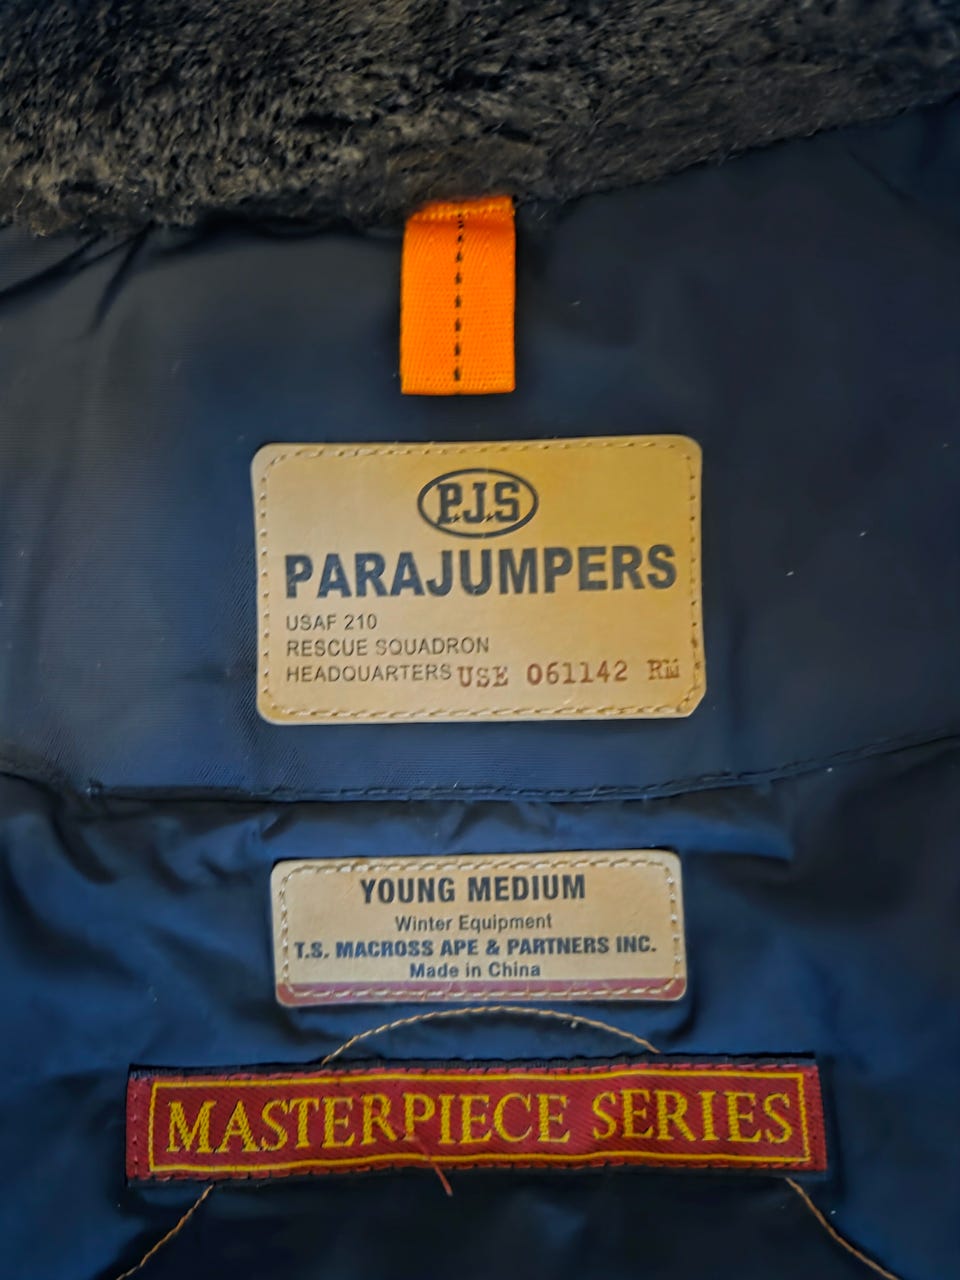 P.J.S
PARAJUMPERS
USAF 210
RESCUE SQUADRON
HEADQUARTERS USE 061142 RM
YOUNG MEDIUM
Winter Equipment
T.S. MACROSS APE & PARTNERS INC.
Made in China
MASTERPIECE SERIES